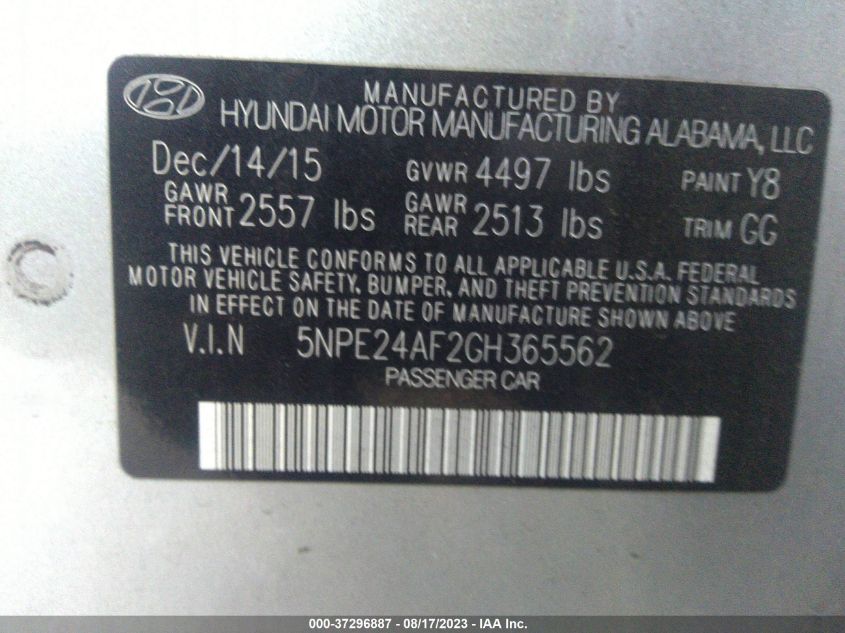 MANUFACTURED BY
HYUNDAI MOTOR MANUFACTURING ALABAMA, LLC
Dec/14/15 GVWR 4497 lbs PAINT Y8
GAWR FRONT 2557 lbs GAWR REAR 2513 lbs TRIM GG
THIS VEHICLE CONFORMS TO ALL APPLICABLE U.S.A. FEDERAL
MOTOR VEHICLE SAFETY, BUMPER, AND THEFT PREVENTION STANDARDS
IN EFFECT ON THE DATE OF MANUFACTURE SHOWN ABOVE
V.I.N 5NPE24AF2GH365562
PASSENGER CAR
000-37296887 - 08/17/2023 - IAA Inc.